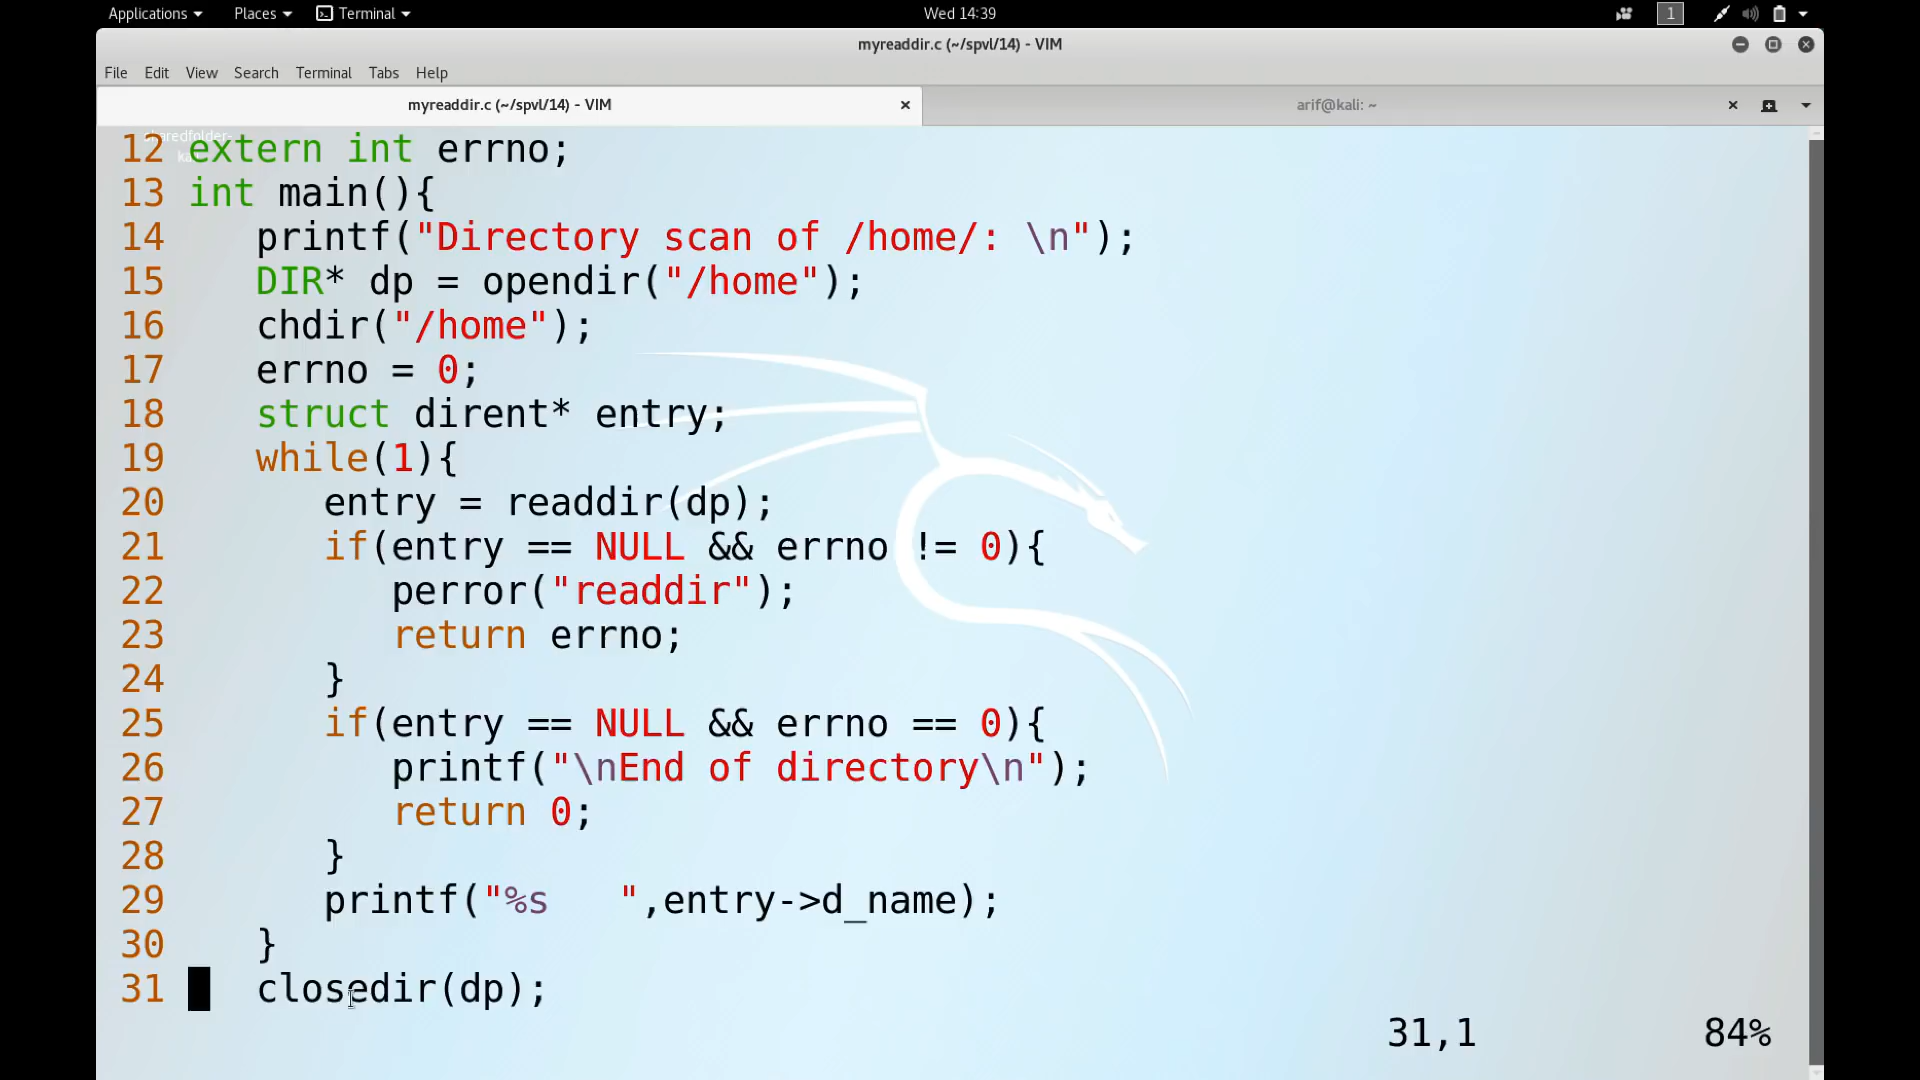 Applications Places Terminal Wed 14:39 1
myreaddir.c (~/spvl/14) - VIM
File Edit View Search Terminal Tabs Help
myreaddir.c (~/spvl/14) - VIM arif@kali: ~
sharedfolder-
12 extern int errno;
13 int main(){
14    printf("Directory scan of /home/: \n");
15    DIR* dp = opendir("/home");
16    chdir("/home");
17    errno = 0;
18    struct dirent* entry;
19    while(1){
20       entry = readdir(dp);
21       if(entry == NULL && errno != 0){
22          perror("readdir");
23          return errno;
24       }
25       if(entry == NULL && errno == 0){
26          printf("\nEnd of directory\n");
27          return 0;
28       }
29       printf("%s   ",entry->d_name);
30    }
31    closedir(dp);
31,1 84%